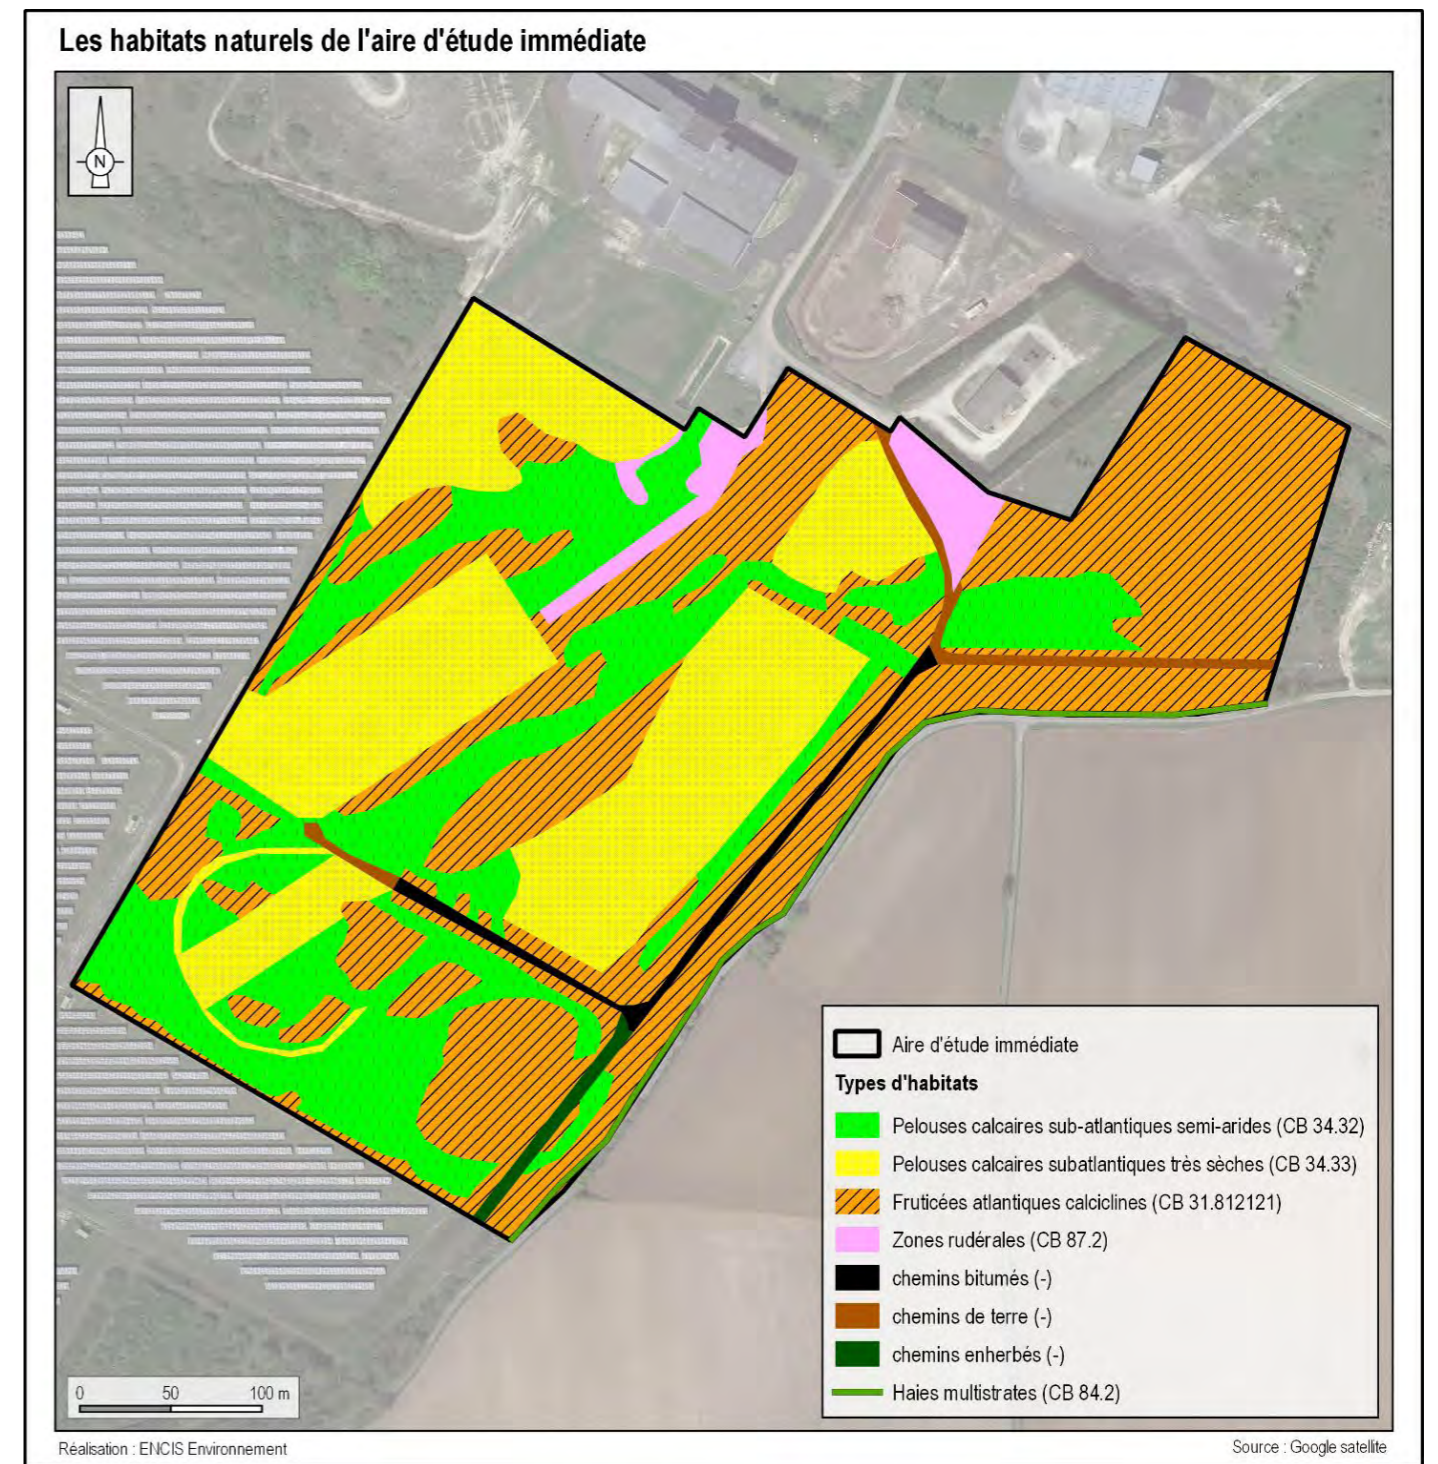 Les habitats naturels de l'aire d'étude immédiate
N
Aire d'étude immédiate
Types d'habitats
Pelouses calcaires sub-atlantiques semi-arides (CB 34.32)
Pelouses calcaires subatlantiques très sèches (CB 34.33)
Fruticées atlantiques calciclines (CB 31.812121)
Zones rudérales (CB 87.2)
chemins bitumés (-)
chemins de terre (-)
chemins enherbés (-)
Haies multistrates (CB 84.2)
0 50 100 m
Réalisation : ENCIS Environnement
Source : Google satellite